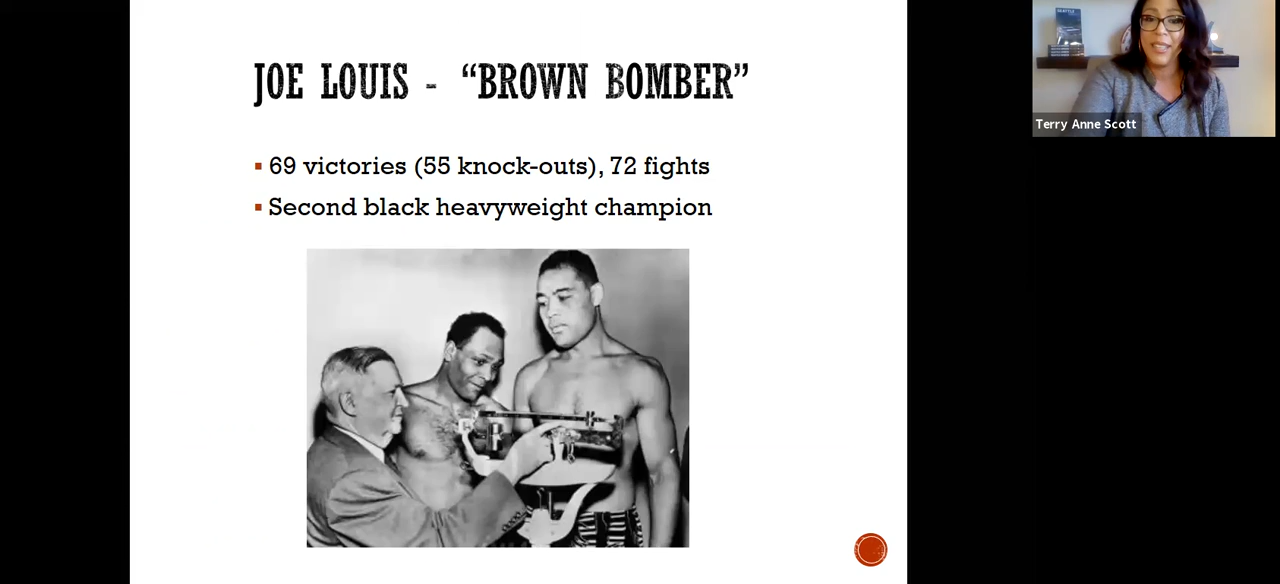 JOE LOUIS - “BROWN BOMBER”
69 victories (55 knock-outs), 72 fights
Second black heavyweight champion
Terry Anne Scott